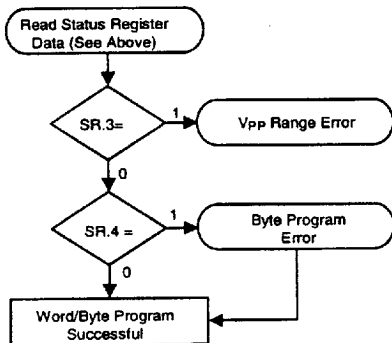 Read Status Register
Data (See Above)
SR.3=
1
VPP Range Error
0
SR.4 =
1
Byte Program
Error
0
Word/Byte Program
Successful